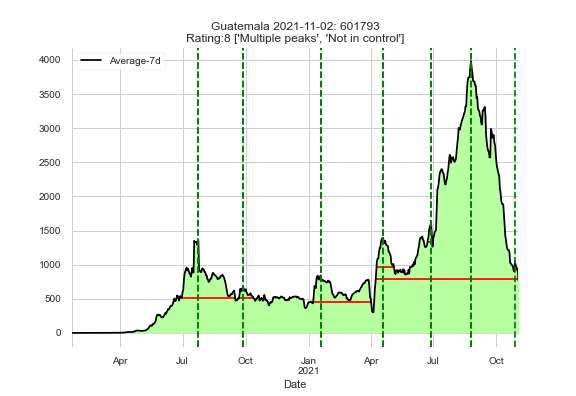 Guatemala 2021-11-02: 601793
Rating:8 ['Multiple peaks', 'Not in control']
Average-7d
4000
3500
3000
2500
2000
1500
1000
500
0
Apr Jul Oct Jan Apr Jul Oct
2021
Date